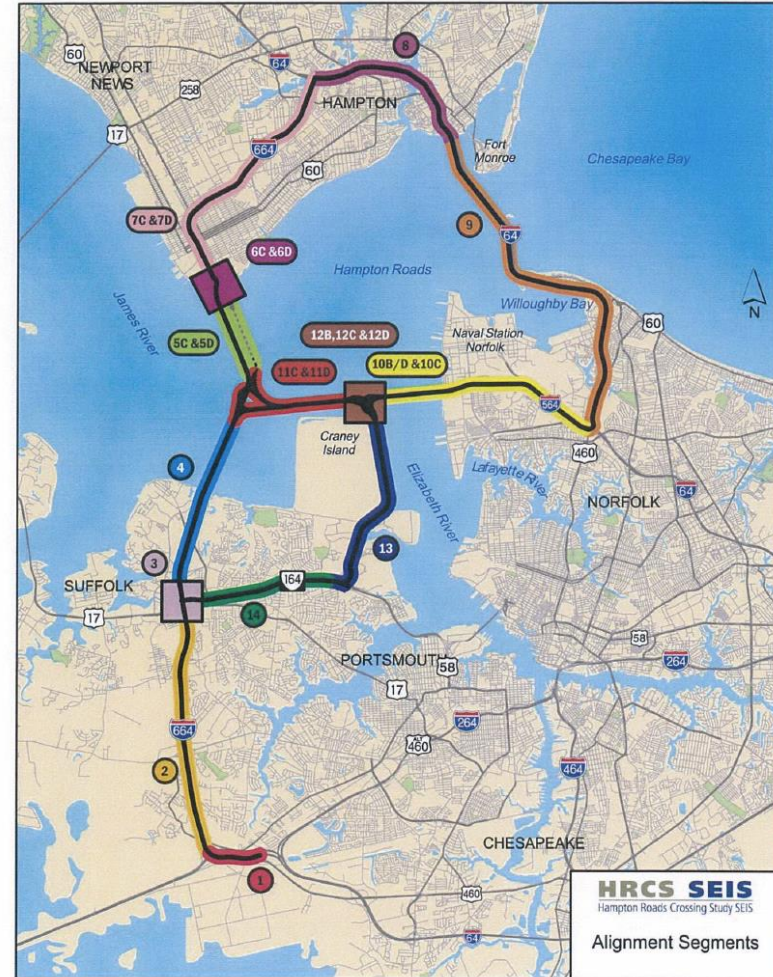 60
64
8
NEWPORT
NEWS
258
HAMPTON
17
Fort
Monroe
664
60
Chesapeake Bay
7C &7D
9
64
6C &6D
Hampton Roads
James River
Willoughby Bay
N
12B,12C &12D
Naval Station
Norfolk
60
5C &5D
11C &11D
10B/D &10C
564
Craney
Island
460
4
Elizabeth River
Lafayette River
64
NORFOLK
13
3
SUFFOLK
164
17
14
58
PORTSMOUTH
58
264
17
664
264
ALT
460
464
2
CHESAPEAKE
1
460
64
HRCS SEIS
Hampton Roads Crossing Study SEIS
Alignment Segments